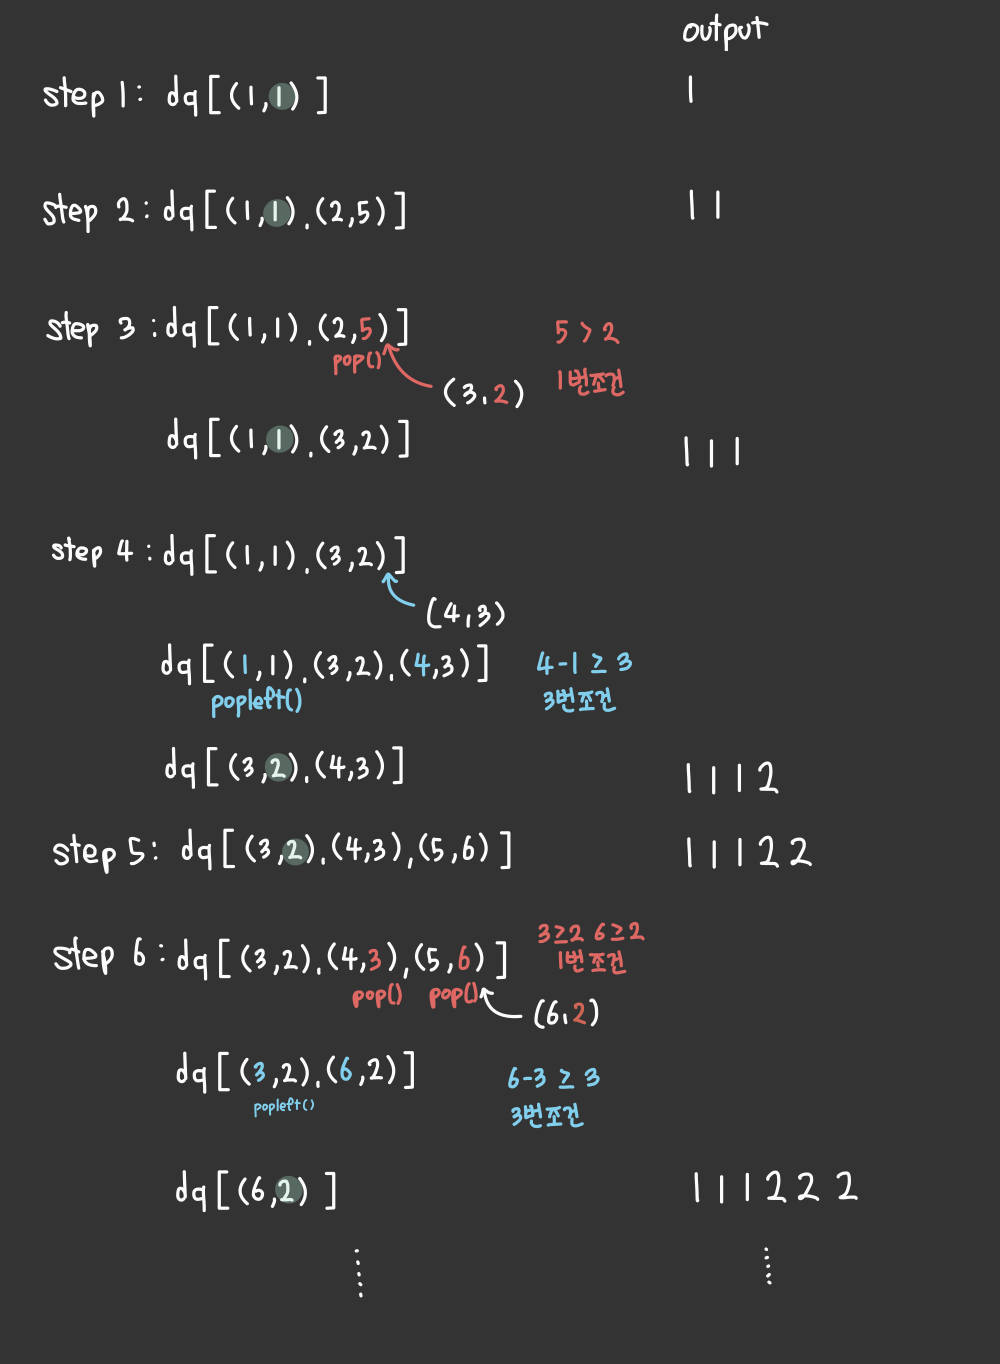 output
step 1: dq[(1,1) ] 1
step 2: dq[(1,1).(2,5)] 1 1
step 3: dq[(1,1).(2,5)] 5 > 2
pop() (3.2) 1번조건
dq[(1,1).(3,2)] 1 1 1
step 4: dq[(1,1).(3,2)]
(4,3)
dq[(1,1).(3,2).(4,3)] 4-1 ≥ 3
popleft() 3번조건
dq[(3,2).(4,3)] 1 1 1 2
step 5: dq[(3,2).(4,3),(5,6)] 1 1 1 2 2
step 6: dq[(3,2).(4,3),(5,6)] 3≥2 6≥2
1번조건
pop() pop() (6,2)
dq[(3,2).(6,2)] 6-3 ≥ 3
popleft() 3번조건
dq[(6,2) ] 1 1 1 2 2 2